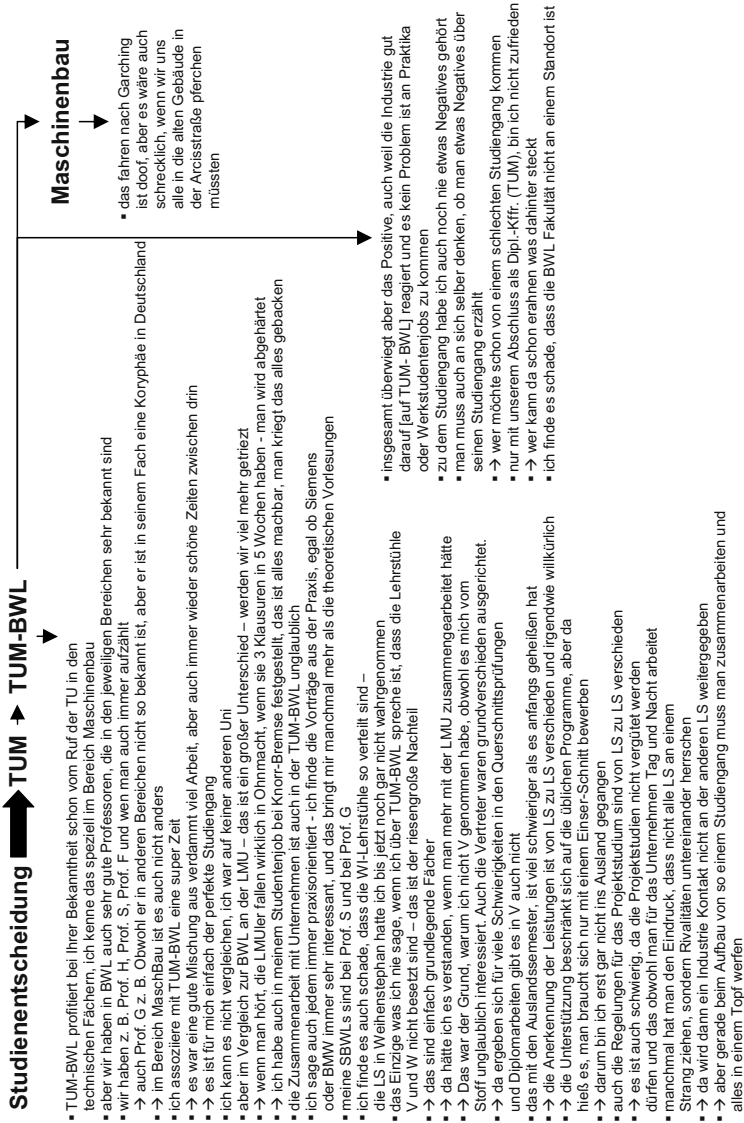 Studienentscheidung ➡ TUM → TUM-BWL
▪ TUM-BWL profitiert bei Ihrer Bekanntheit schon vom Ruf der TU in den
technischen Fächern, ich kenne das speziell im Bereich Maschinenbau
▪ aber wir haben in BWL auch sehr gute Professoren, die in den jeweiligen Bereichen sehr bekannt sind
▪ wir haben z. B. Prof. H, Prof. S, Prof. F und wen man auch immer aufzählt
→ auch Prof. G z. B. Obwohl er in anderen Bereichen nicht so bekannt ist, aber er ist in seinem Fach eine Koryphäe in Deutschland
▪ → im Bereich MaschBau ist es auch nicht anders
▪ ich assoziiere mit TUM-BWL eine super Zeit
▪ → es war eine gute Mischung aus verdammt viel Arbeit, aber auch immer wieder schöne Zeiten zwischen drin
▪ → es ist für mich einfach der perfekte Studiengang
▪ ich kann es nicht vergleichen, ich war auf keiner anderen Uni
▪ aber im Vergleich zur BWL an der LMU – das ist ein großer Unterschied – werden wir viel mehr getriezt
▪ → wenn man hört, die LMUler fallen wirklich in Ohnmacht, wenn sie 3 Klausuren in 5 Wochen haben - man wird abgehärtet
▪ → ich habe auch in meinem Studentenjob bei Knorr-Bremse festgestellt, das ist alles machbar, man kriegt das alles gebacken
▪ die Zusammenarbeit mit Unternehmen ist auch in der TUM-BWL unglaublich
▪ ich sage auch jedem immer praxisorientiert - ich finde die Vorträge aus der Praxis, egal ob Siemens
oder BMW immer sehr interessant, und das bringt mir manchmal mehr als die theoretischen Vorlesungen
▪ meine SBWLs sind bei Prof. S und bei Prof. G
▪ ich finde es auch schade, dass die WI-Lehrstühle so verteilt sind –
die LS in Weihenstephan hatte ich bis jetzt noch gar nicht wahrgenommen
▪ das Einzige was ich nie sage, wenn ich über TUM-BWL spreche ist, dass die Lehrstühle
V und W nicht besetzt sind – das ist der riesengroße Nachteil
▪ → das sind einfach grundlegende Fächer
▪ → da hätte ich es verstanden, wenn man mehr mit der LMU zusammengearbeitet hätte
▪ → Das war der Grund, warum ich nicht V genommen habe, obwohl es mich vom
Stoff unglaublich interessiert. Auch die Vertreter waren grundverschieden ausgerichtet.
▪ → da ergeben sich für viele Schwierigkeiten in den Querschnittsprüfungen
und Diplomarbeiten gibt es in V auch nicht
▪ das mit den Auslandssemester, ist viel schwieriger als es anfangs geheißen hat
▪ → die Anerkennung der Leistungen ist von LS zu LS verschieden und irgendwie willkürlich
▪ → die Unterstützung beschränkt sich auf die üblichen Programme, aber da
hieß es, man braucht sich nur mit einem Einser-Schnitt bewerben
▪ → darum bin ich erst gar nicht ins Ausland gegangen
▪ auch die Regelungen für das Projektstudium sind von LS zu LS verschieden
▪ → es ist auch schwierig, da die Projektstudien nicht vergütet werden
dürfen und das obwohl man für das Unternehmen Tag und Nacht arbeitet
▪ manchmal hat man den Eindruck, dass nicht alle LS an einem
Strang ziehen, sondern Rivalitäten untereinander herrschen
▪ → da wird dann ein Industrie Kontakt nicht an der anderen LS weitergegeben
▪ → aber gerade beim Aufbau von so einem Studiengang muss man zusammenarbeiten und
alles in einem Topf werfen
▪ insgesamt überwiegt aber das Positive, auch weil die Industrie gut
darauf [auf TUM- BWL] reagiert und es kein Problem ist an Praktika
oder Werkstudentenjobs zu kommen
▪ zu dem Studiengang habe ich auch noch nie etwas Negatives gehört
▪ man muss auch an sich selber denken, ob man etwas Negatives über
seinen Studiengang erzählt
▪ → wer möchte schon von einem schlechten Studiengang kommen
▪ nur mit unserem Abschluss als Dipl.-Kffr. (TUM), bin ich nicht zufrieden
▪ → wer kann da schon erahnen was dahinter steckt
▪ ich finde es schade, dass die BWL Fakultät nicht an einem Standort ist
Maschinenbau
▪ das fahren nach Garching
ist doof, aber es wäre auch
schrecklich, wenn wir uns
alle in die alten Gebäude in
der Arcisstraße pferchen
müssten